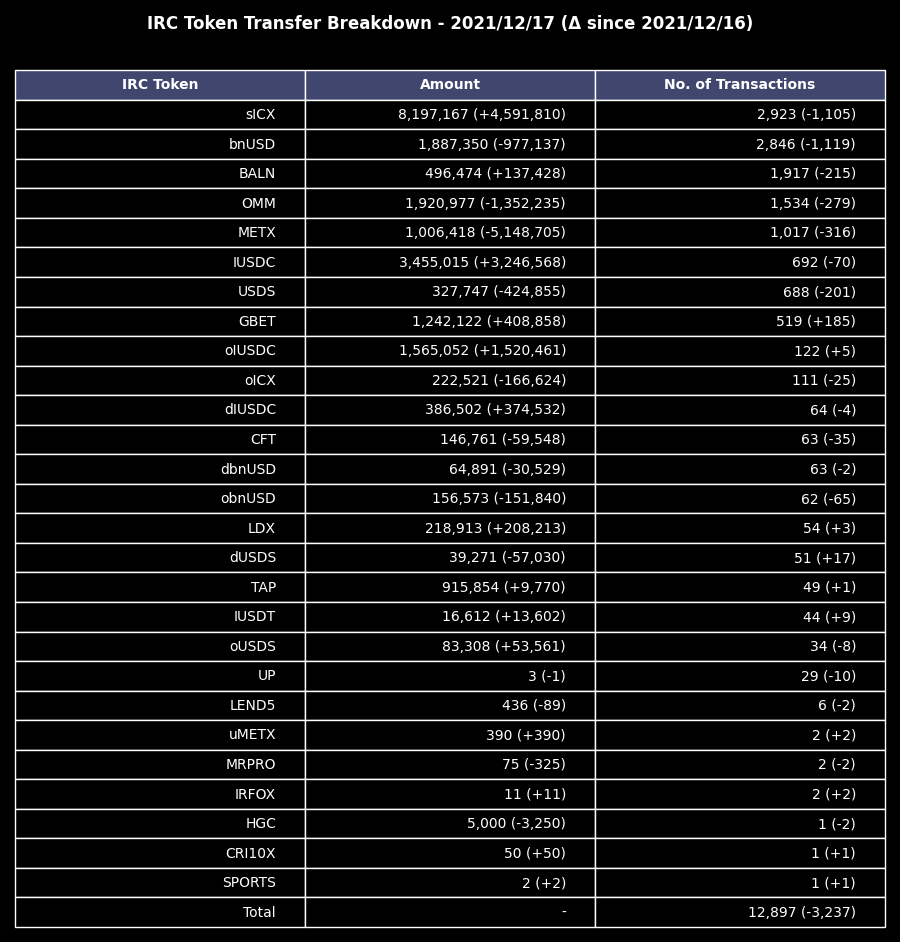 IRC Token Transfer Breakdown - 2021/12/17 (Δ since 2021/12/16)
IRC Token Amount No. of Transactions
sICX 8,197,167 (+4,591,810) 2,923 (-1,105)
bnUSD 1,887,350 (-977,137) 2,846 (-1,119)
BALN 496,474 (+137,428) 1,917 (-215)
OMM 1,920,977 (-1,352,235) 1,534 (-279)
METX 1,006,418 (-5,148,705) 1,017 (-316)
IUSDC 3,455,015 (+3,246,568) 692 (-70)
USDS 327,747 (-424,855) 688 (-201)
GBET 1,242,122 (+408,858) 519 (+185)
oIUSDC 1,565,052 (+1,520,461) 122 (+5)
oICX 222,521 (-166,624) 111 (-25)
dIUSDC 386,502 (+374,532) 64 (-4)
CFT 146,761 (-59,548) 63 (-35)
dbnUSD 64,891 (-30,529) 63 (-2)
obnUSD 156,573 (-151,840) 62 (-65)
LDX 218,913 (+208,213) 54 (+3)
dUSDS 39,271 (-57,030) 51 (+17)
TAP 915,854 (+9,770) 49 (+1)
IUSDT 16,612 (+13,602) 44 (+9)
oUSDS 83,308 (+53,561) 34 (-8)
UP 3 (-1) 29 (-10)
LEND5 436 (-89) 6 (-2)
uMETX 390 (+390) 2 (+2)
MRPRO 75 (-325) 2 (-2)
IRFOX 11 (+11) 2 (+2)
HGC 5,000 (-3,250) 1 (-2)
CRI10X 50 (+50) 1 (+1)
SPORTS 2 (+2) 1 (+1)
Total - 12,897 (-3,237)